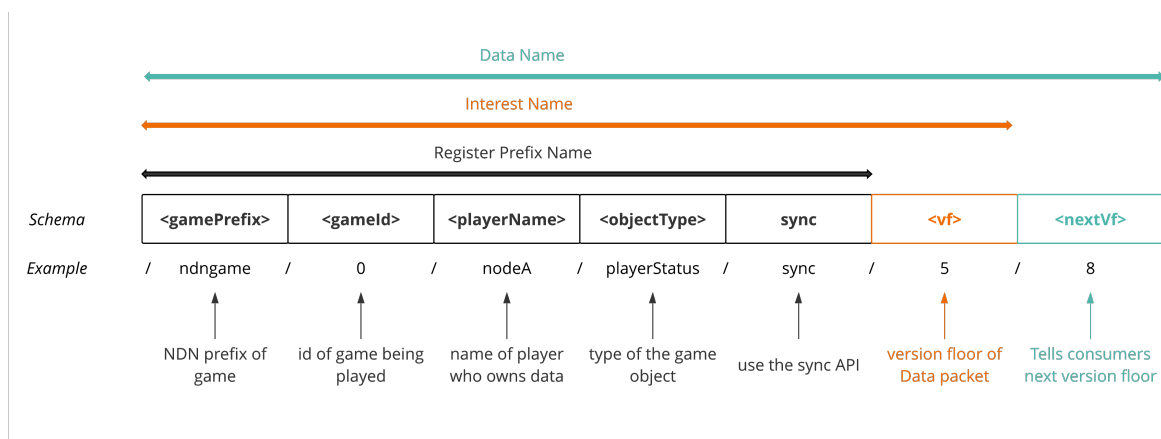 Data Name
Interest Name
Register Prefix Name
Schema <gamePrefix> <gameId> <playerName> <objectType> sync <vf> <nextVf>
Example / ndngame / 0 / nodeA / playerStatus / sync / 5 / 8
NDN prefix of game
id of game being played
name of player who owns data
type of the game object
use the sync API
version floor of Data packet
Tells consumers next version floor